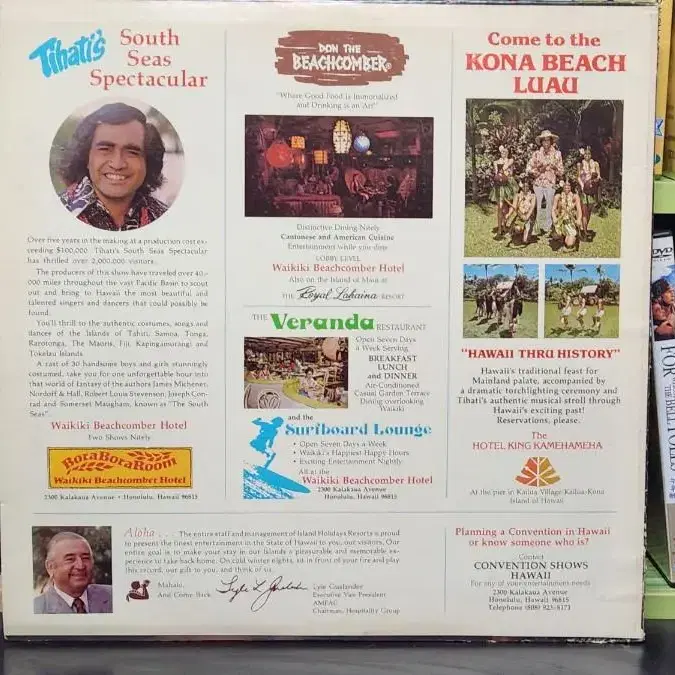 Tihati's
South
Seas
Spectacular
Over five years in the making at a production cost ex-
ceeding $100,000. Tihati's South Seas Spectacular
has thrilled over 2,000,000 visitors.
The producers of this show have traveled over 40,-
000 miles throughout the vast Pacific Basin to scout
out and bring to Hawaii the most beautiful and
talented singers and dancers that could possibly be
found.
You'll thrill to the authentic costumes, songs and
dances of the Islands of Tahiti, Samoa, Tonga,
Rarotonga, The Maoris, Fiji, Kapingamarangi and
Tokelau Islands.
A cast of 30 handsome boys and girls stunningly
costumed, take you for one unforgettable hour into
that world of fantasy of the authors James Michener,
Nordoff & Hall, Robert Louis Stevenson, Joseph Con-
rad and Somerset Maugham, known as "The South
Seas".
Waikiki Beachcomber Hotel
Two Shows Nitely
BoraBoraRoom
Waikiki Beachcomber Hotel
2300 Kalakaua Avenue • Honolulu, Hawaii 96815
DON THE
BEACHCOMBER®
"Where Good Food is Immortalized
and Drinking is an Art"
Distinctive Dining Nitely
Cantonese and American Cuisine
Entertainment while you dine
LOBBY LEVEL
Waikiki Beachcomber Hotel
Also on the Island of Maui at
THE Royal Lahaina RESORT
THE Veranda RESTAURANT
Open Seven Days
a Week Serving
BREAKFAST
LUNCH
and DINNER
Air-Conditioned
Casual Garden Terrace
Dining overlooking
Waikiki
and the
Surfboard Lounge
• Open Seven Days a Week
• Waikiki's Happiest Happy Hours
• Exciting Entertainment Nightly
All at the
Waikiki Beachcomber Hotel
2300 Kalakaua Avenue • Honolulu, Hawaii 96815
Come to the
KONA BEACH
LUAU
"HAWAII THRU HISTORY"
Hawaii's traditional feast for
Mainland palate, accompanied by
a dramatic torchlighting ceremony and
Tihati's authentic musical stroll through
Hawaii's exciting past!
Reservations, please.
The
HOTEL KING KAMEHAMEHA
At the pier in Kailua Village Kailua-Kona
Island of Hawaii
Aloha . . . The entire staff and management of Island Holidays Resorts is proud
to present the finest entertainment in the State of Hawaii to you, our visitors. Our
entire goal is to make your stay in our Islands a pleasurable and memorable ex-
perience to take back home. On cold winter nights, sit in front of your fire and play
this record, our gift to you, and think of us.
Mahalo,
And Come Back
Lyle L. Guslander
Lyle Guslander
Executive Vice President
AMFAC
Chairman, Hospitality Group
Planning a Convention in Hawaii
or know someone who is?
Contact
CONVENTION SHOWS
HAWAII
For any of your entertainment needs
2300 Kalakaua Avenue
Honolulu, Hawaii 96815
Telephone (808) 923-8171
DVD
FOR
THE BELL TOLLS